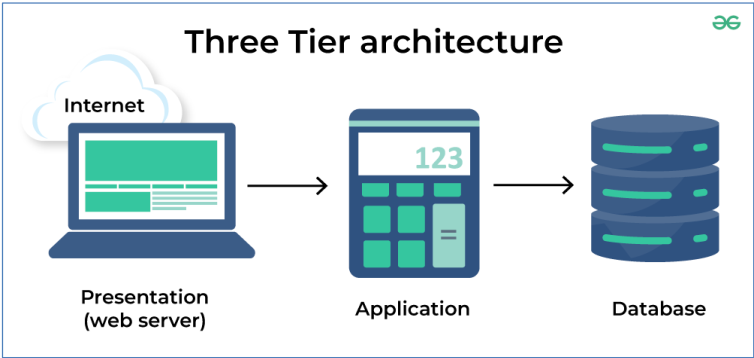 Three Tier architecture
Internet
123
=
Presentation
(web server)
Application
Database